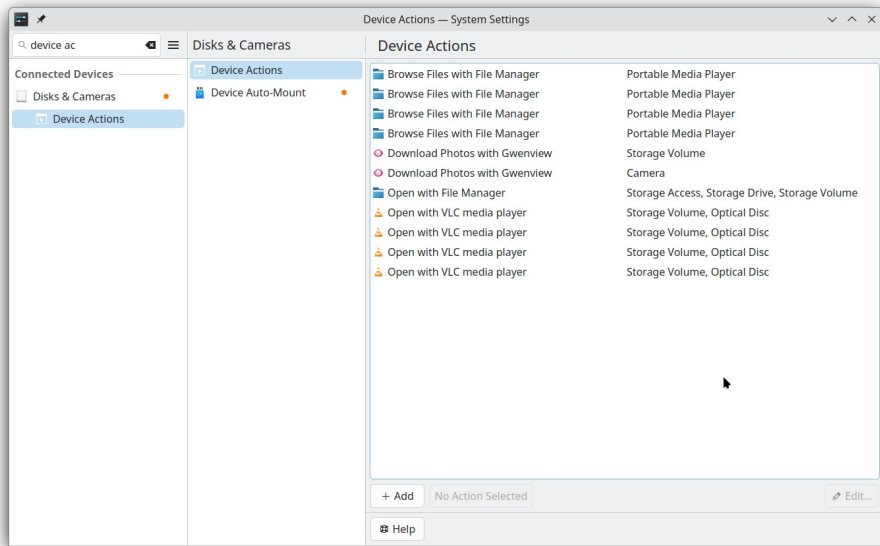 Device Actions — System Settings
device ac
Connected Devices
Disks & Cameras
Device Actions
Disks & Cameras
Device Actions
Device Auto-Mount
Device Actions
Browse Files with File Manager Portable Media Player
Browse Files with File Manager Portable Media Player
Browse Files with File Manager Portable Media Player
Browse Files with File Manager Portable Media Player
Download Photos with Gwenview Storage Volume
Download Photos with Gwenview Camera
Open with File Manager Storage Access, Storage Drive, Storage Volume
Open with VLC media player Storage Volume, Optical Disc
Open with VLC media player Storage Volume, Optical Disc
Open with VLC media player Storage Volume, Optical Disc
Open with VLC media player Storage Volume, Optical Disc
+ Add No Action Selected Edit...
Help